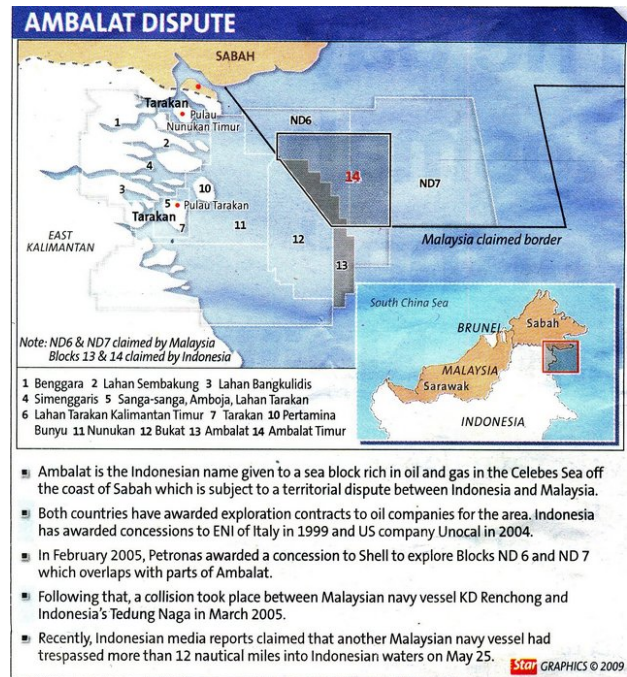 AMBALAT DISPUTE
SABAH
Tarakan
Pulau
Nunukan Timur
ND6
1
2
4
14
ND7
3
10
5
Pulau Tarakan
Tarakan
7
11
12
EAST
KALIMANTAN
Malaysia claimed border
13
South China Sea
BRUNEI
Sabah
MALAYSIA
Sarawak
INDONESIA
Note: ND6 & ND7 claimed by Malaysia
Blocks 13 & 14 claimed by Indonesia
1 Benggara 2 Lahan Sembakung 3 Lahan Bangkulidis
4 Simenggaris 5 Sanga-sanga, Amboja, Lahan Tarakan
6 Lahan Tarakan Kalimantan Timur 7 Tarakan 10 Pertamina
Bunyu 11 Nunukan 12 Bukat 13 Ambalat 14 Ambalat Timur
Ambalat is the Indonesian name given to a sea block rich in oil and gas in the Celebes Sea off
the coast of Sabah which is subject to a territorial dispute between Indonesia and Malaysia.
Both countries have awarded exploration contracts to oil companies for the area. Indonesia
has awarded concessions to ENI of Italy in 1999 and US company Unocal in 2004.
In February 2005, Petronas awarded a concession to Shell to explore Blocks ND 6 and ND 7
which overlaps with parts of Ambalat.
Following that, a collision took place between Malaysian navy vessel KD Renchong and
Indonesia's Tedung Naga in March 2005.
Recently, Indonesian media reports claimed that another Malaysian navy vessel had
trespassed more than 12 nautical miles into Indonesian waters on May 25.
Star GRAPHICS © 2009